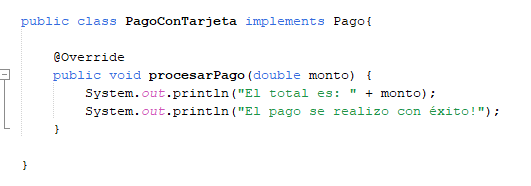 public class PagoConTarjeta implements Pago{
@Override
public void procesarPago(double monto) {
System.out.println("El total es: " + monto);
System.out.println("El pago se realizo con éxito!");
}
}